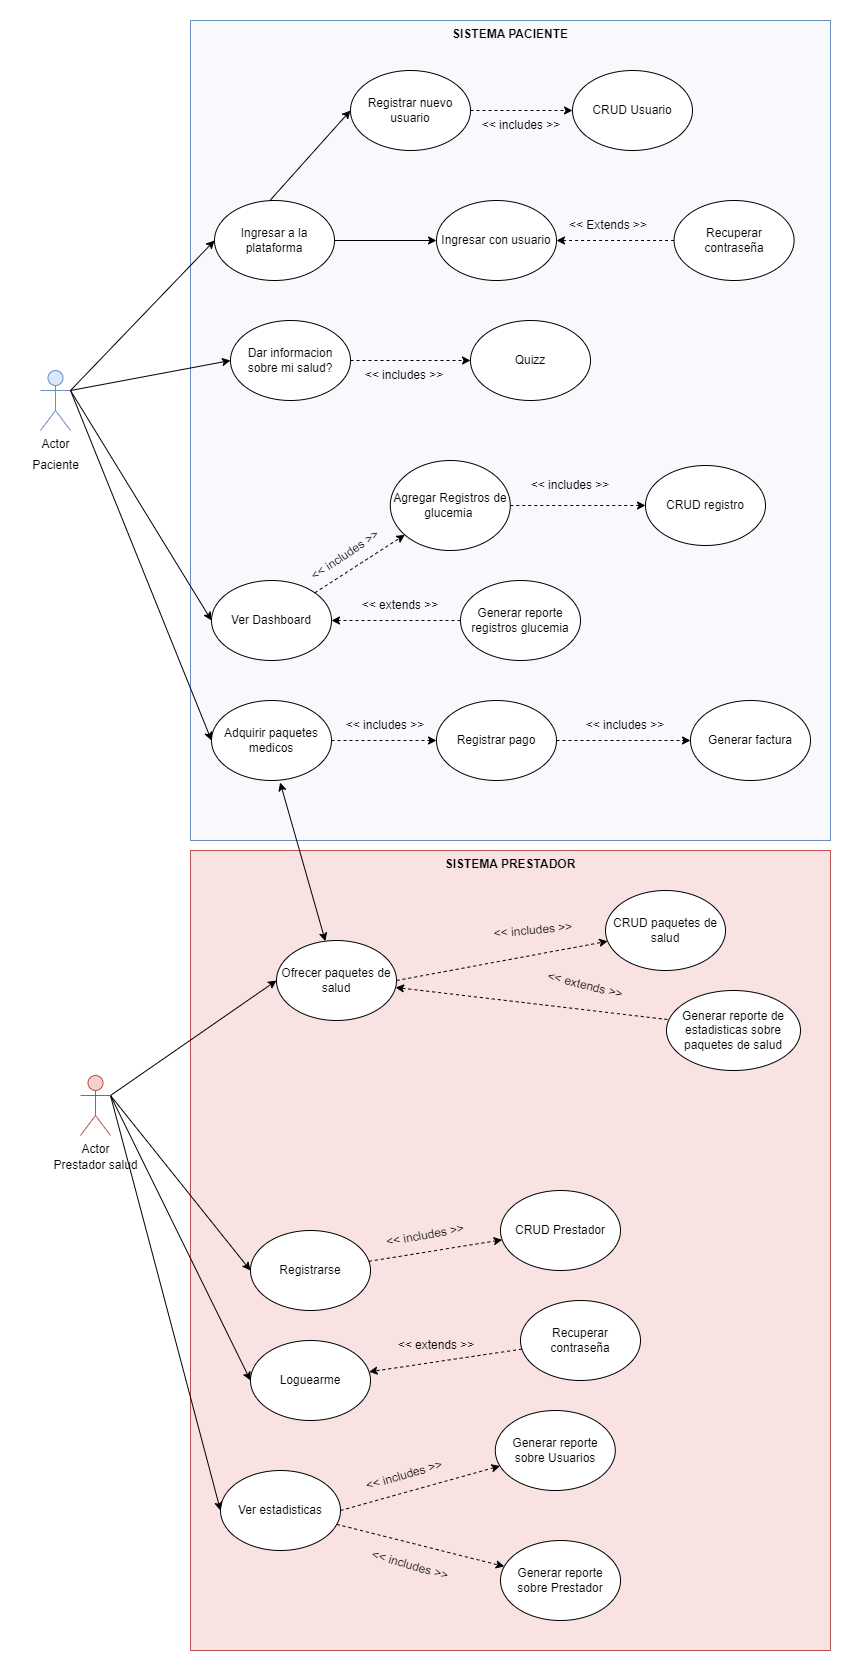 SISTEMA PACIENTE
Registrar nuevo
usuario
<< includes >>
CRUD Usuario
Ingresar a la
plataforma
Ingresar con usuario
<< Extends >>
Recuperar
contraseña
Dar informacion
sobre mi salud?
<< includes >>
Quizz
Actor
Paciente
Agregar Registros de
glucemia
<< includes >>
CRUD registro
<< includes >>
Ver Dashboard
<< extends >>
Generar reporte
registros glucemia
Adquirir paquetes
medicos
<< includes >>
Registrar pago
<< includes >>
Generar factura
SISTEMA PRESTADOR
Ofrecer paquetes de
salud
<< includes >>
CRUD paquetes de
salud
<< extends >>
Generar reporte de
estadisticas sobre
paquetes de salud
Actor
Prestador salud
Registrarse
<< includes >>
CRUD Prestador
Loguearme
<< extends >>
Recuperar
contraseña
Ver estadisticas
<< includes >>
Generar reporte
sobre Usuarios
<< includes >>
Generar reporte
sobre Prestador